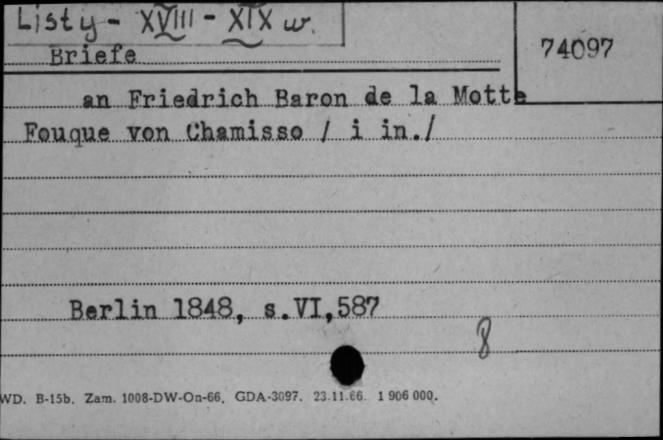 Listy - XVIII - XIX w.
74097
Briefe
an Friedrich Baron de la Motte
Fouque von Chamisso / i in./
Berlin 1848, s.VI,587
8
WD. B-15b. Zam. 1008-DW-On-66. GDA-3097. 23.11.66. 1 906 000.